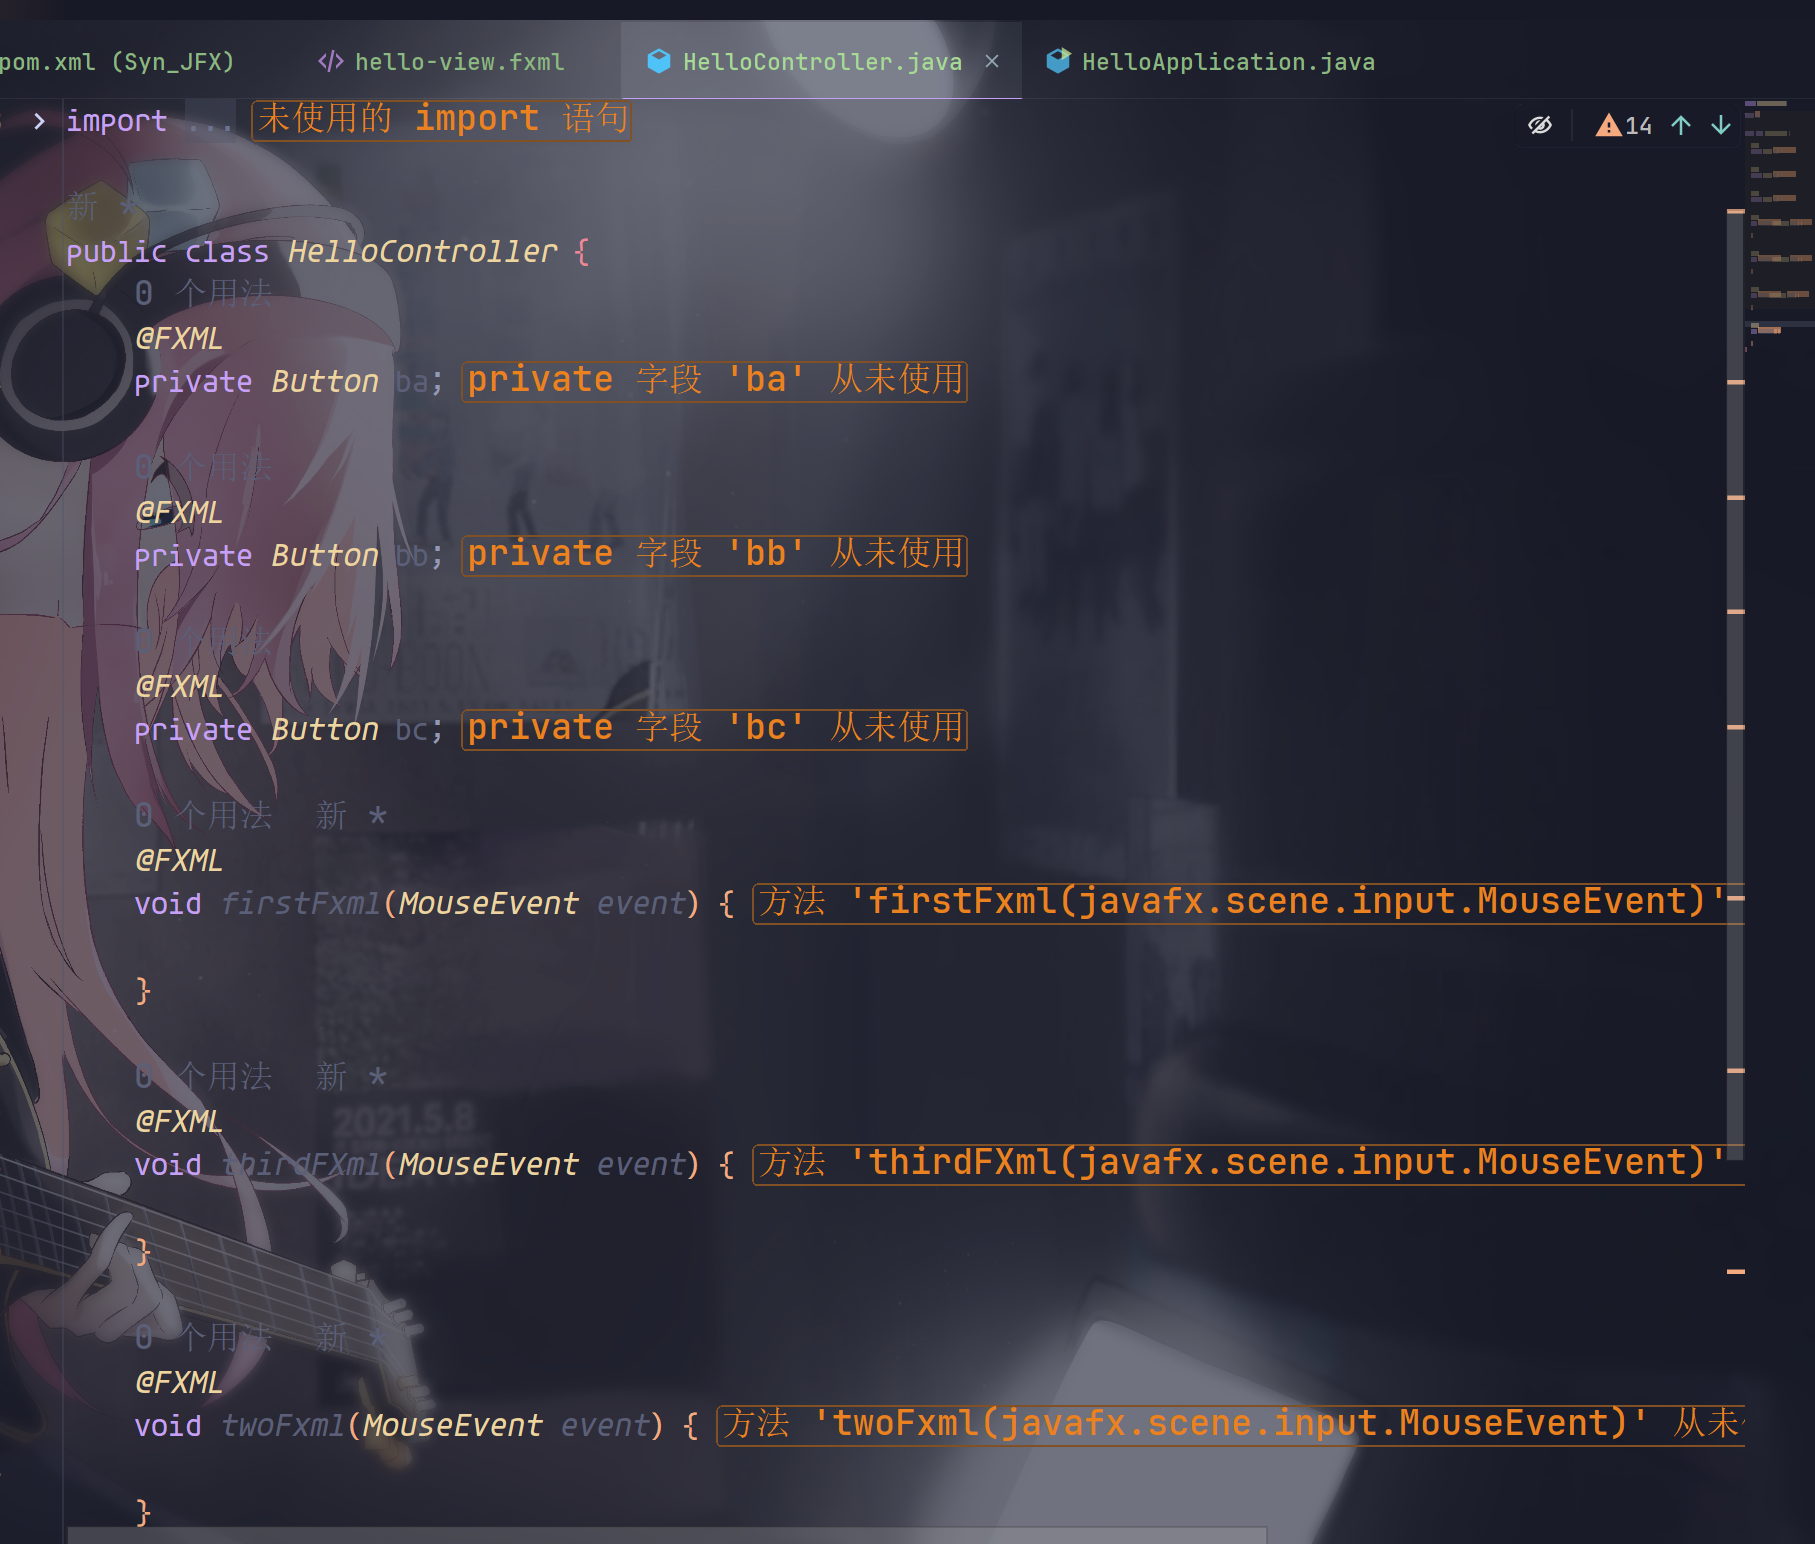 pom.xml (Syn_JFX) hello-view.fxml HelloController.java HelloApplication.java
import ... 未使用的 import 语句 14
新 *
public class HelloController {
0 个用法
@FXML
private Button ba; private 字段 'ba' 从未使用
0 个用法
@FXML
private Button bb; private 字段 'bb' 从未使用
0 个用法
@FXML
private Button bc; private 字段 'bc' 从未使用
0 个用法 新 *
@FXML
void firstFxml(MouseEvent event) { 方法 'firstFxml(javafx.scene.input.MouseEvent)'
}
0 个用法 新 *
@FXML
void thirdFXml(MouseEvent event) { 方法 'thirdFXml(javafx.scene.input.MouseEvent)'
}
0 个用法 新 *
@FXML
void twoFxml(MouseEvent event) { 方法 'twoFxml(javafx.scene.input.MouseEvent)' 从未
}
2021.5.8